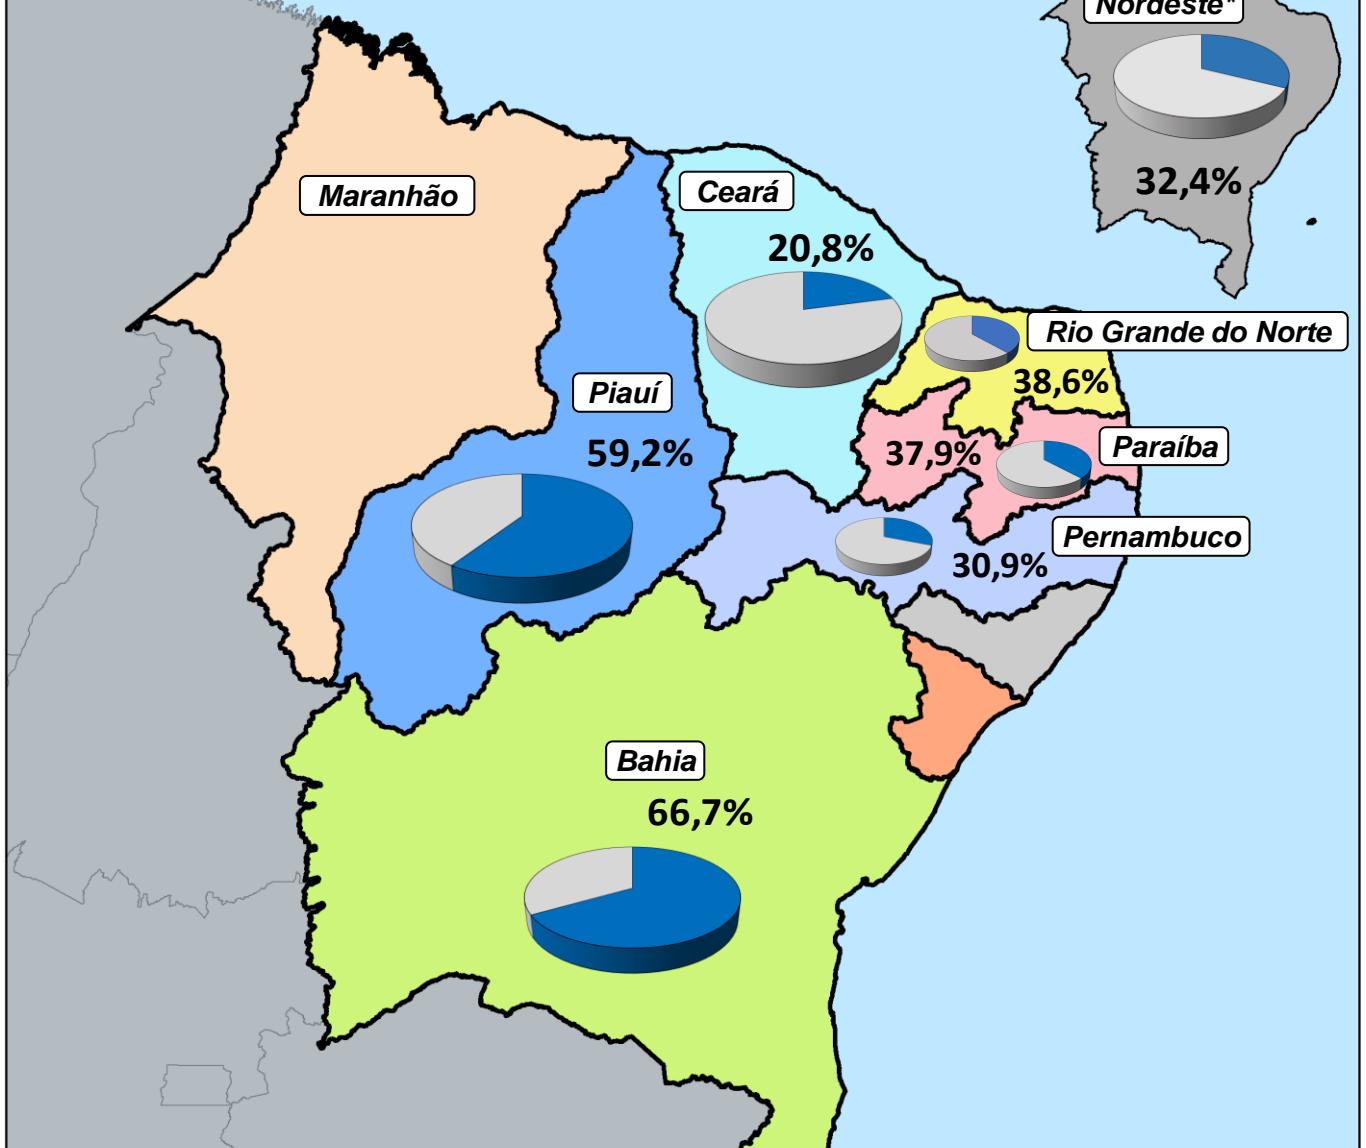 Nordeste*
32,4%
Maranhão
Ceará
20,8%
Rio Grande do Norte
38,6%
Piauí
59,2%
37,9%
Paraíba
Pernambuco
30,9%
Bahia
66,7%